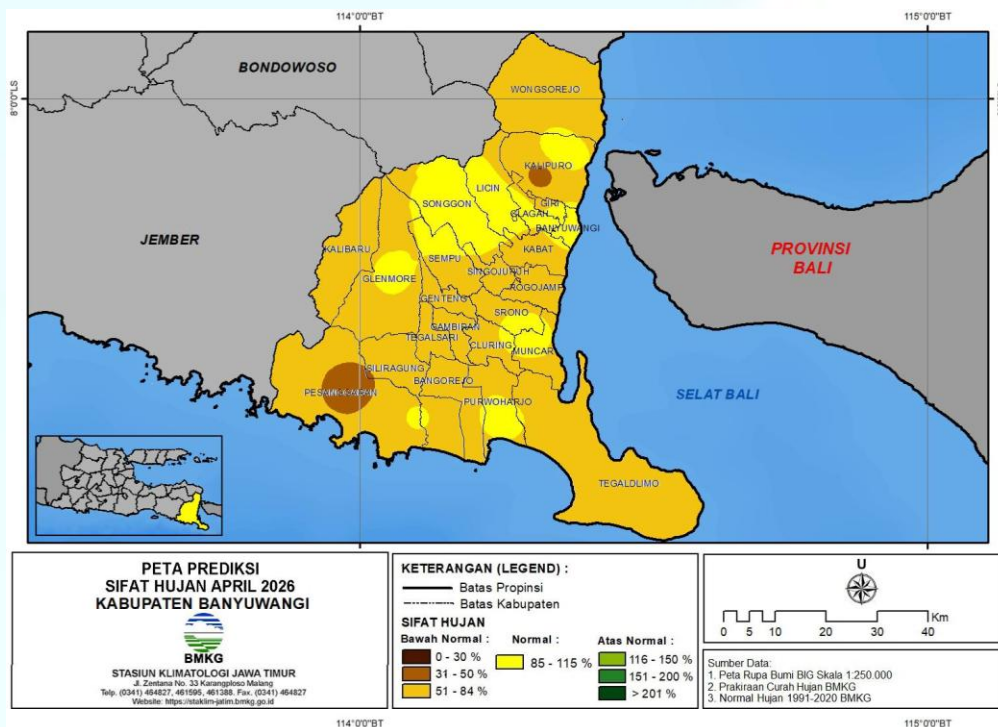 114°0'0"BT
115°0'0"BT
8°0'0"LS
BONDOWOSO
WONGSOREJO
KALIPURO
LICIN
SONGGON
GIRI
GLAGAH
BANYUWANGI
JEMBER
KALIBARU
KABAT
PROVINSI
BALI
SEMPU
SINGOJURUH
GLENMORE
ROGOJAMPI
GENTENG
SRONO
GAMBIRAN
TEGALSARI
CLURING
MUNCAR
SILIRAGUNG
BANGOREJO
PESANGGARAN
PURWOHARJO
SELAT BALI
TEGALDLIMO
PETA PREDIKSI
SIFAT HUJAN APRIL 2026
KABUPATEN BANYUWANGI
BMKG
STASIUN KLIMATOLOGI JAWA TIMUR
Jl. Zentana No. 33 Karangploso Malang
Telp. (0341) 464827, 461595, 461388. Fax. (0341) 464827
Website: https://staklim-jatim.bmkg.go.id
KETERANGAN (LEGEND) :
Batas Propinsi
Batas Kabupaten
SIFAT HUJAN
Bawah Normal :
0 - 30 %
31 - 50 %
51 - 84 %
Normal :
85 - 115 %
Atas Normal :
116 - 150 %
151 - 200 %
> 201 %
U
0 5 10 20 30 40
Km
Sumber Data:
1. Peta Rupa Bumi BIG Skala 1:250.000
2. Prakiraan Curah Hujan BMKG
3. Normal Hujan 1991-2020 BMKG
114°0'0"BT
115°0'0"BT